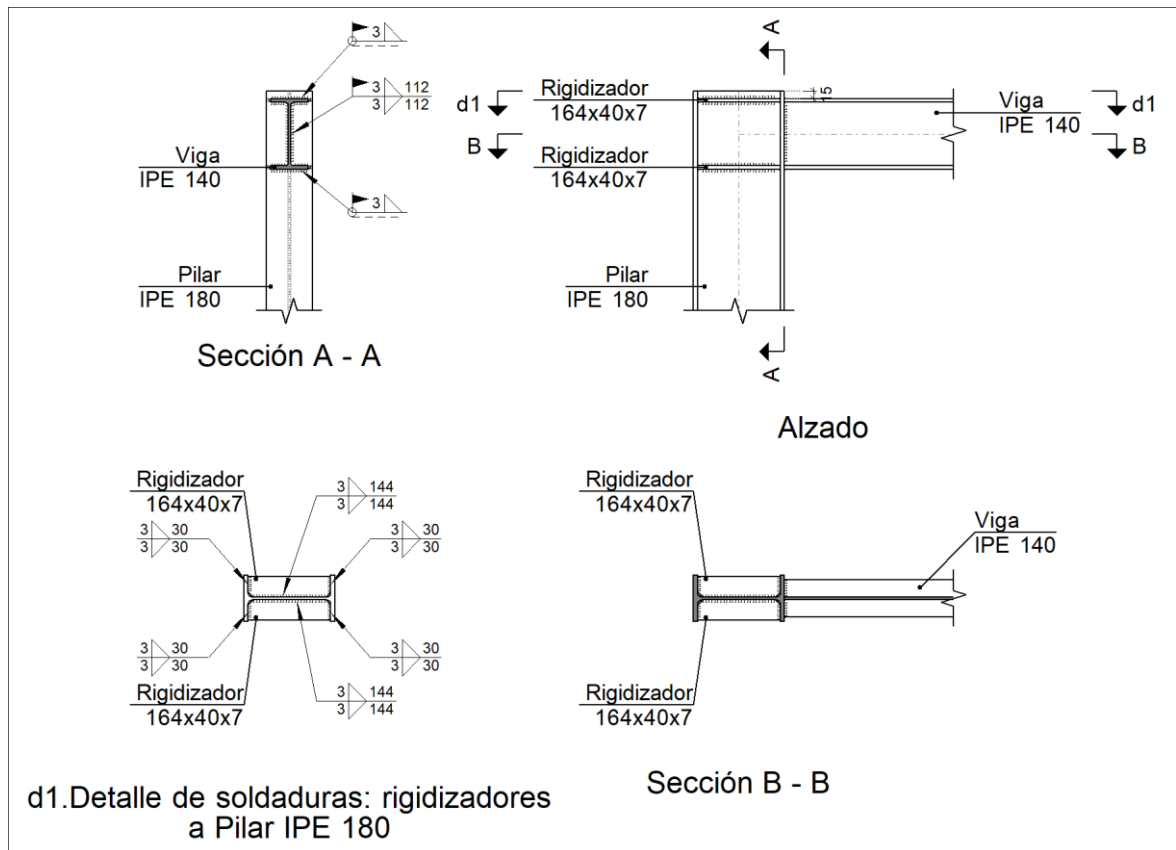 3
3
112
3
112
Viga
IPE 140
3
Pilar
IPE 180
Sección A - A
A
d1
Rigidizador
164x40x7
15
Viga
IPE 140
d1
B
B
Rigidizador
164x40x7
Pilar
IPE 180
A
Alzado
Rigidizador
164x40x7
3
144
3
144
3
30
3
30
3
30
3
30
3
30
3
30
3
30
3
30
Rigidizador
164x40x7
3
144
3
144
d1.Detalle de soldaduras: rigidizadores
a Pilar IPE 180
Rigidizador
164x40x7
Viga
IPE 140
Rigidizador
164x40x7
Sección B - B